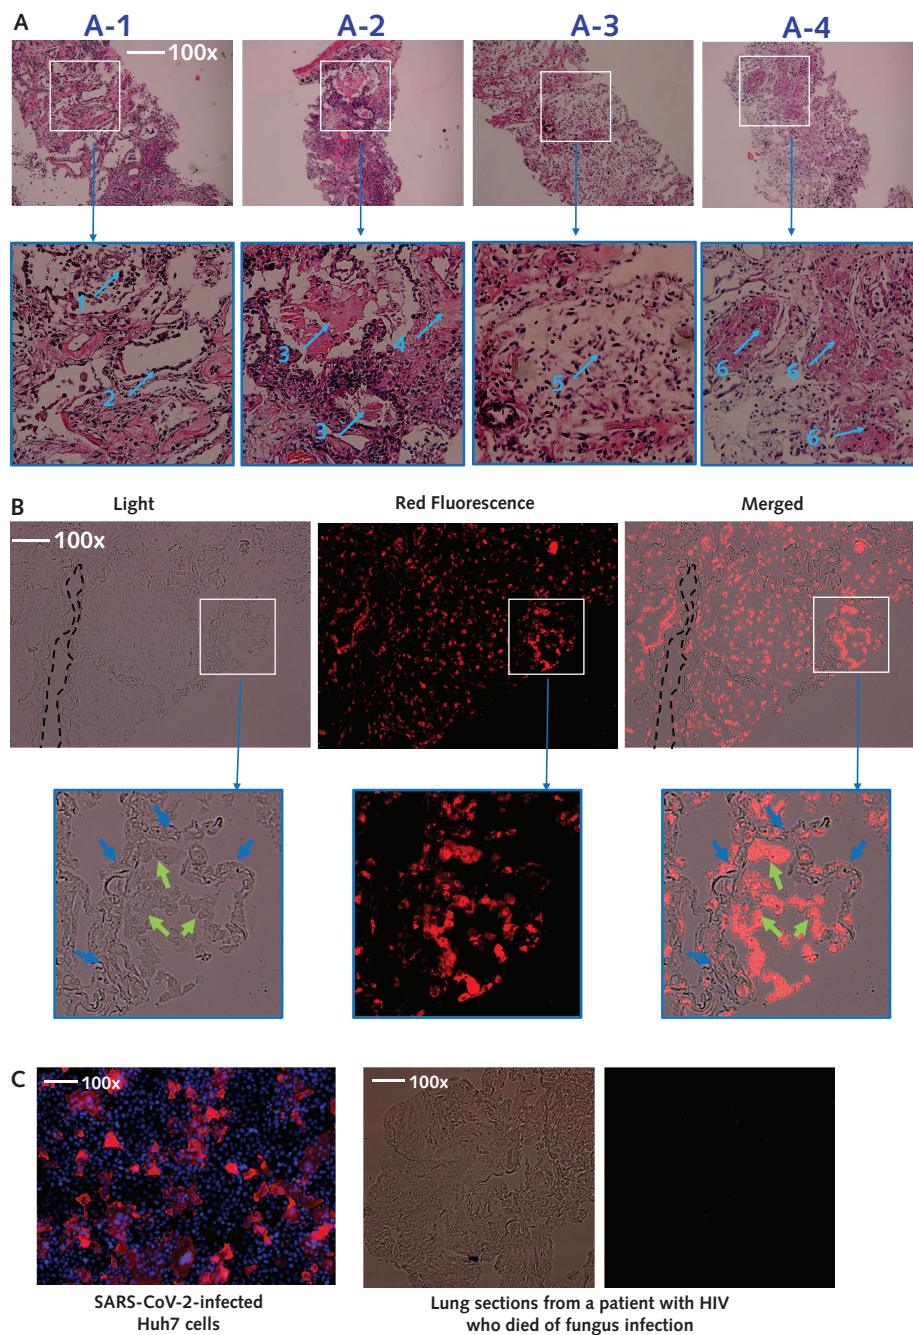 A
A-1 A-2 A-3 A-4
100x
1
2
3
4
3
5
6
6
6
B
Light Red Fluorescence Merged
100x
C
100x
100x
SARS-CoV-2-infected
Huh7 cells
Lung sections from a patient with HIV
who died of fungus infection